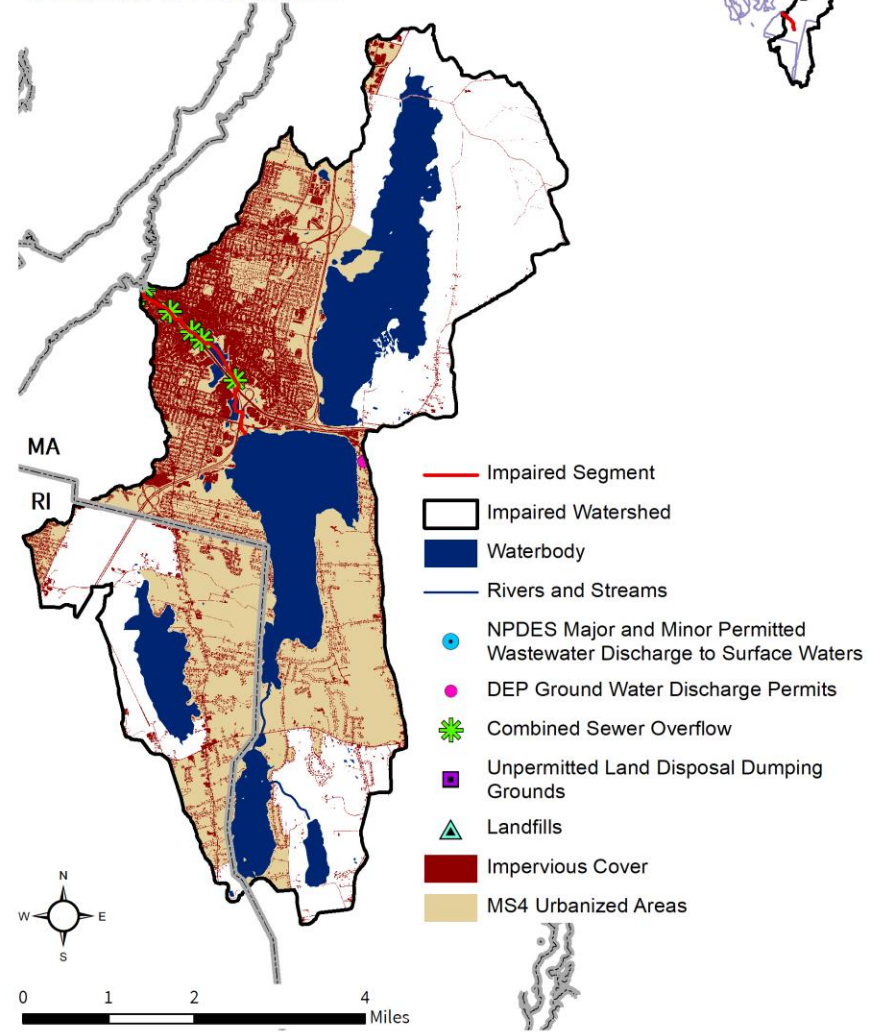 MA
RI
Impaired Segment
Impaired Watershed
Waterbody
Rivers and Streams
NPDES Major and Minor Permitted
Wastewater Discharge to Surface Waters
DEP Ground Water Discharge Permits
Combined Sewer Overflow
Unpermitted Land Disposal Dumping
Grounds
Landfills
Impervious Cover
MS4 Urbanized Areas
N
W E
S
0 1 2 4
Miles